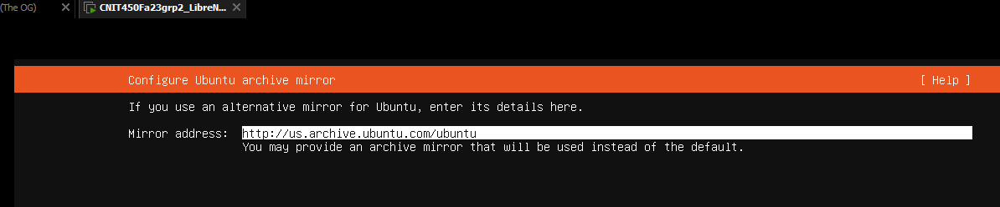 (The OG)
CNIT450Fa23grp2_LibreN...
Configure Ubuntu archive mirror
[ Help ]
If you use an alternative mirror for Ubuntu, enter its details here.
Mirror address: http://us.archive.ubuntu.com/ubuntu
You may provide an archive mirror that will be used instead of the default.